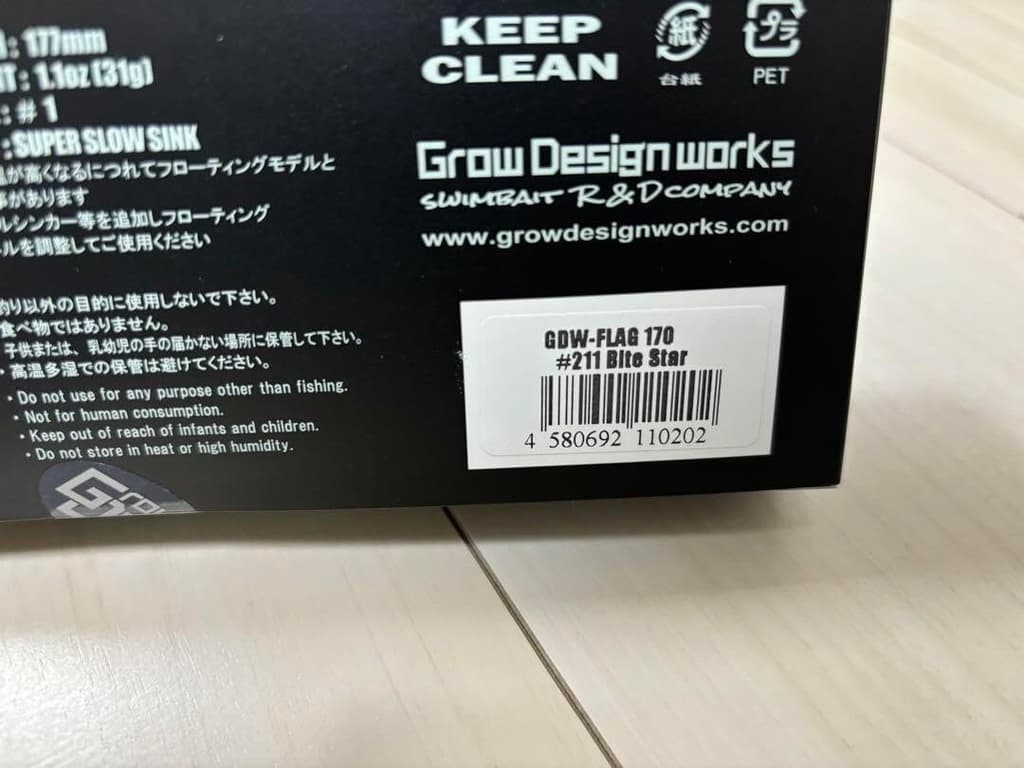 : 177mm
: 1.1oz(31g)
: #1
: SUPER SLOW SINK
が高くなるにつれてフローティングモデルと
があります
ルシンカー等を追加しフローティング
ルを調整してご使用ください
釣り以外の目的に使用しないで下さい。
食べ物ではありません。
子供または、乳幼児の手の届かない場所に保管して下さい。
・高温多湿での保管は避けてください。
・Do not use for any purpose other than fishing.
・Not for human consumption.
・Keep out of reach of infants and children.
・Do not store in heat or high humidity.
KEEP
CLEAN
紙
台紙
プラ
PET
Grow Design works
SWIMBAIT R&D COMPANY
www.growdesignworks.com
GDW-FLAG 170
#211 Bite Star
4 580692 110202